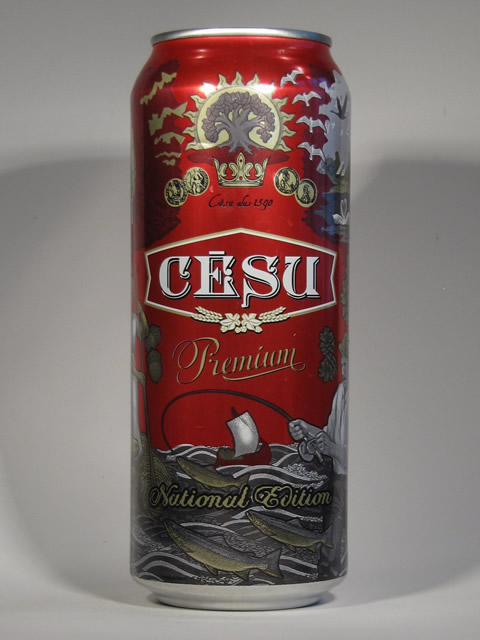 Cēsu alus 1590
CĒSU
Premium
National Edition